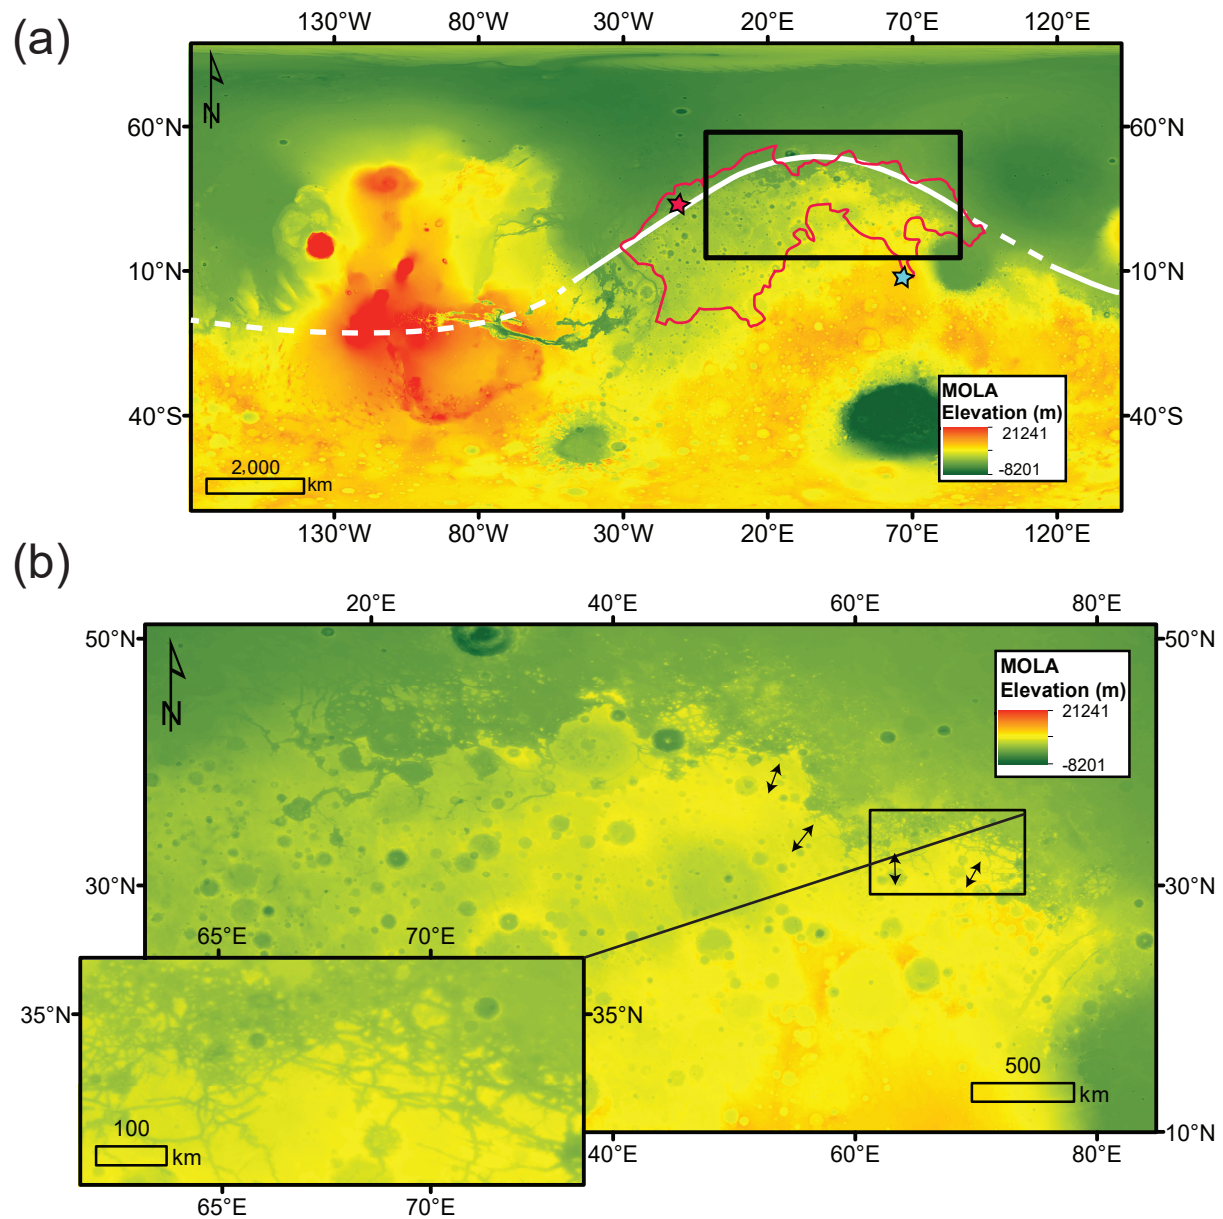 (a)
130°W 80°W 30°W 20°E 70°E 120°E
N
60°N 60°N
10°N 10°N
40°S 40°S
MOLA
Elevation (m)
21241
-8201
2,000
km
130°W 80°W 30°W 20°E 70°E 120°E
(b)
20°E 40°E 60°E 80°E
50°N 50°N
N
MOLA
Elevation (m)
21241
-8201
30°N 30°N
65°E 70°E
35°N 35°N
500
km
100
km
10°N
40°E 60°E 80°E
65°E 70°E